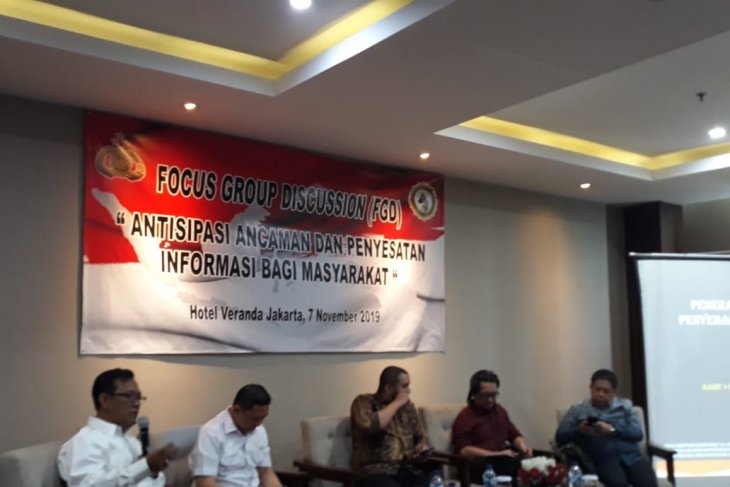 FOCUS GROUP DISCUSSION (FGD)
“ ANTISIPASI ANCAMAN DAN PENYESATAN
INFORMASI BAGI MASYARAKAT “
Hotel Veranda Jakarta, 7 November 2019